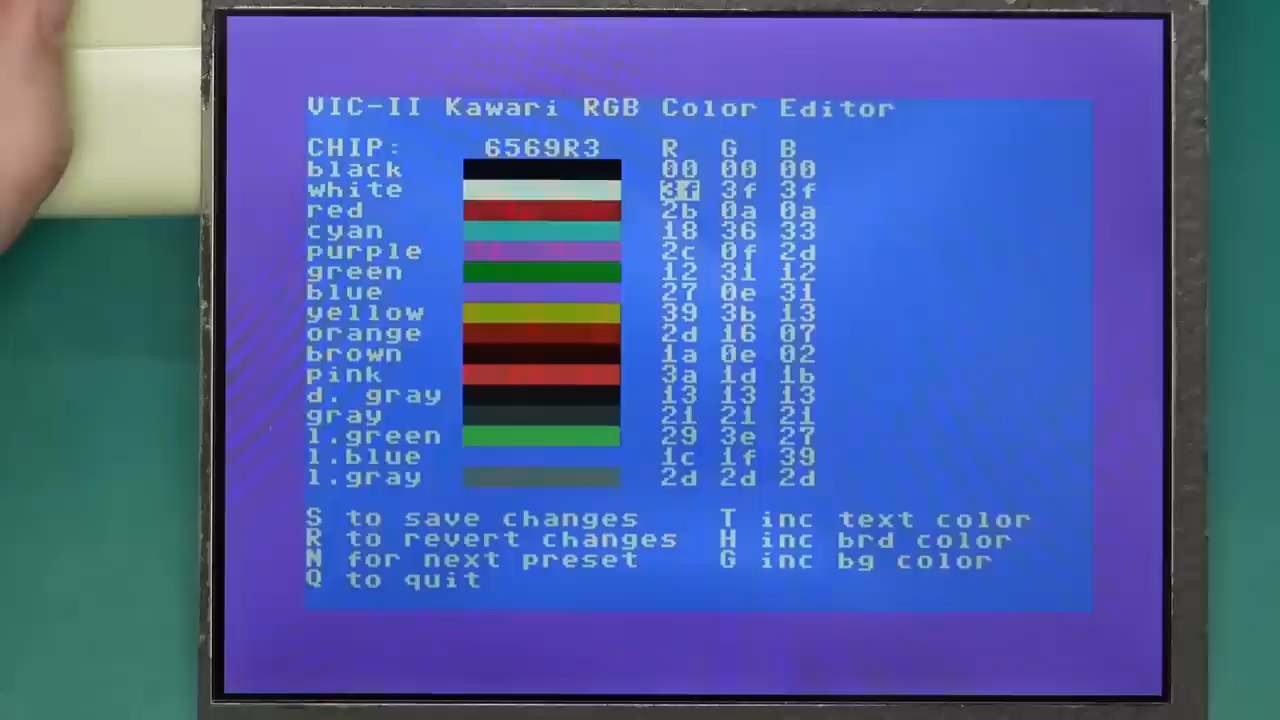 VIC-II Kawari RGB Color Editor
CHIP: 6569R3 R G B
black 00 00 00
white 3f 3f 3f
red 2b 0a 0a
cyan 18 36 33
purple 2c 0f 2d
green 12 31 12
blue 27 0e 31
yellow 39 3b 13
orange 2d 16 07
brown 1a 0e 02
pink 3a 1d 1b
d. gray 13 13 13
gray 21 21 21
l.green 29 3e 27
l.blue 1c 1f 39
l.gray 2d 2d 2d
S to save changes T inc text color
R to revert changes H inc brd color
N for next preset G inc bg color
Q to quit